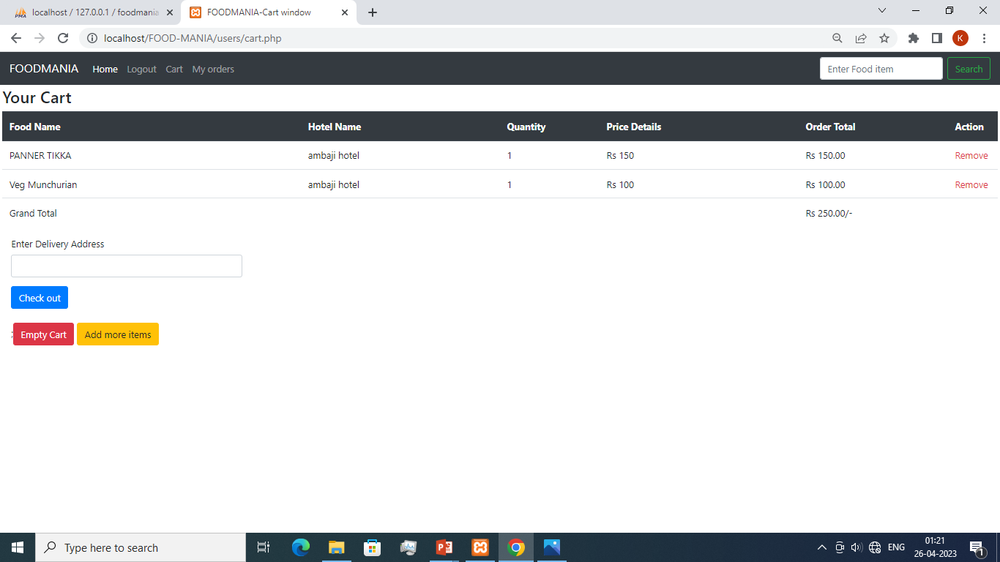 PMA localhost / 127.0.0.1 / foodmania
FOODMANIA-Cart window
localhost/FOOD-MANIA/users/cart.php
K
FOODMANIA Home Logout Cart My orders Enter Food item Search
Your Cart
Food Name Hotel Name Quantity Price Details Order Total Action
PANNER TIKKA ambaji hotel 1 Rs 150 Rs 150.00 Remove
Veg Munchurian ambaji hotel 1 Rs 100 Rs 100.00 Remove
Grand Total Rs 250.00/-
Enter Delivery Address
Check out
; Empty Cart Add more items
Type here to search
ENG
01:21
26-04-2023
1